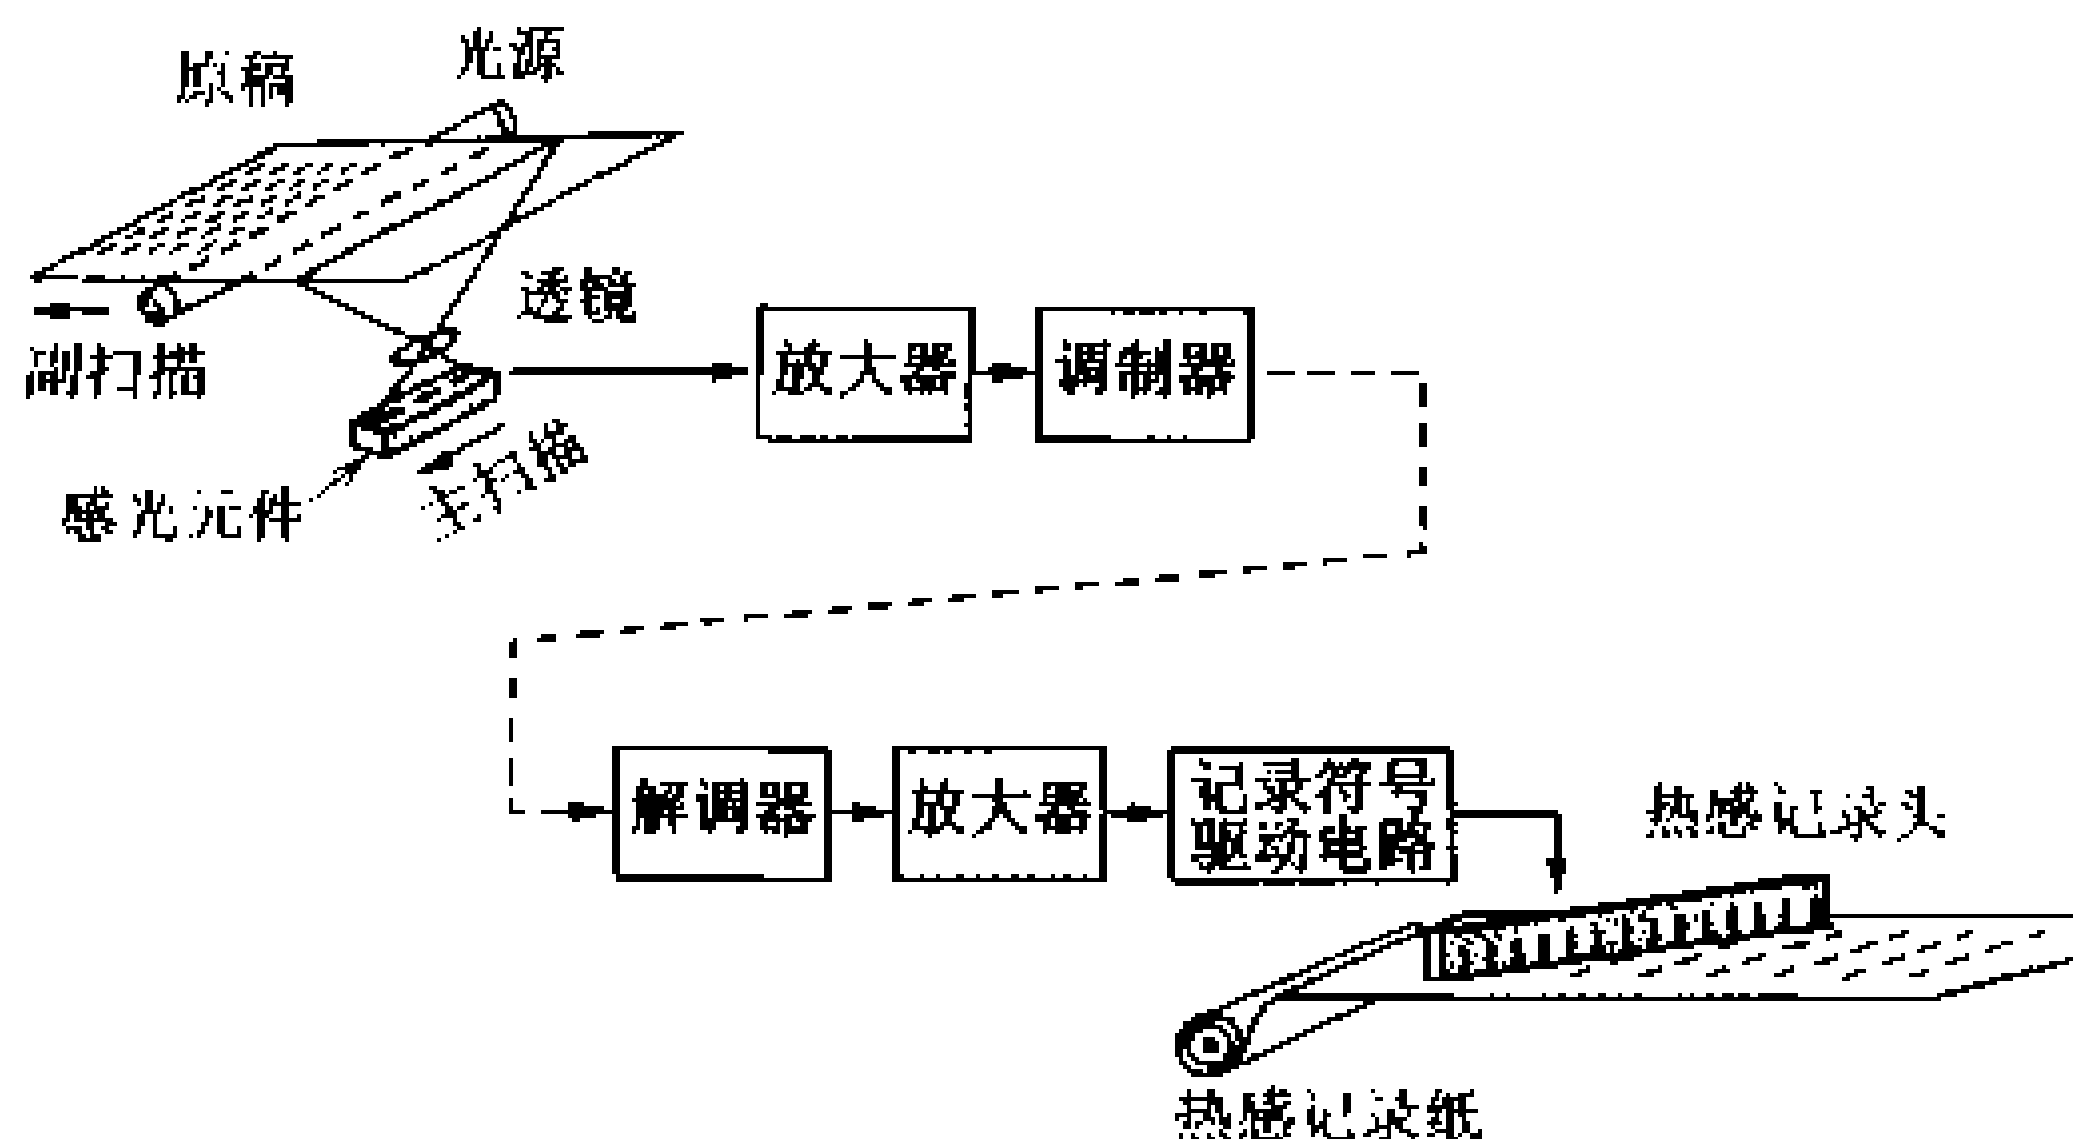 光源
原稿
透镜
副扫描
放大器
调制器
主扫描
感光元件
解调器
放大器
记录符号
驱动电路
热感记录头
热感记录纸